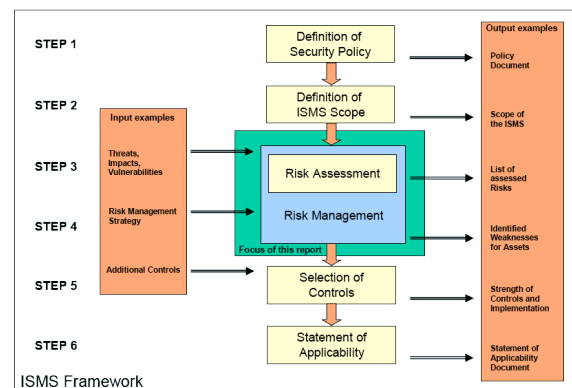 STEP 1
Definition of
Security Policy
Output examples
Policy
Document
STEP 2
Definition of
ISMS Scope
Scope
of the ISMS
Input examples
STEP 3
Threats,
Impacts,
Vulnerabilities
Risk Assessment
List of
assessed
Risks
STEP 4
Risk Management
Strategy
Risk Management
Identified
Weaknesses
for Assets
Focus of this report
STEP 5
Additional Controls
Selection of
Controls
Strength of
Controls and
Implementation
STEP 6
Statement of
Applicability
Statement of
Applicability
Document
ISMS Framework